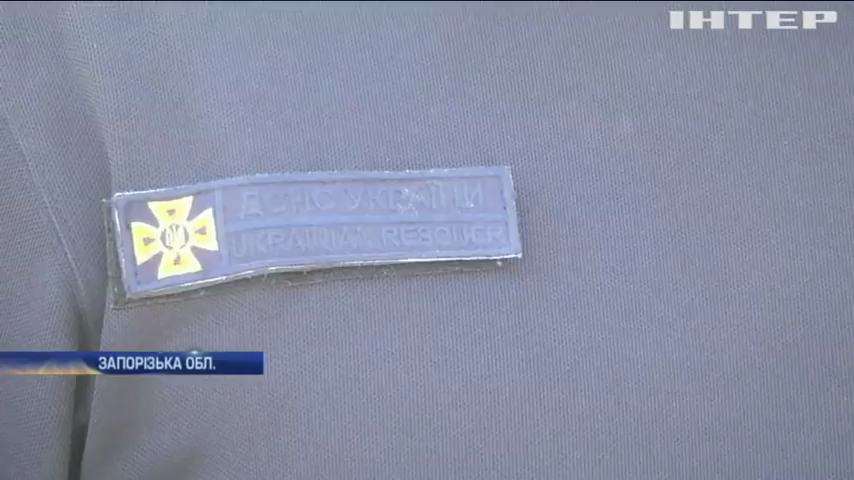 ІНТЕР
ДСНС УКРАЇНИ
UKRAINIAN RESCUER
ЗАПОРІЗЬКА ОБЛ.